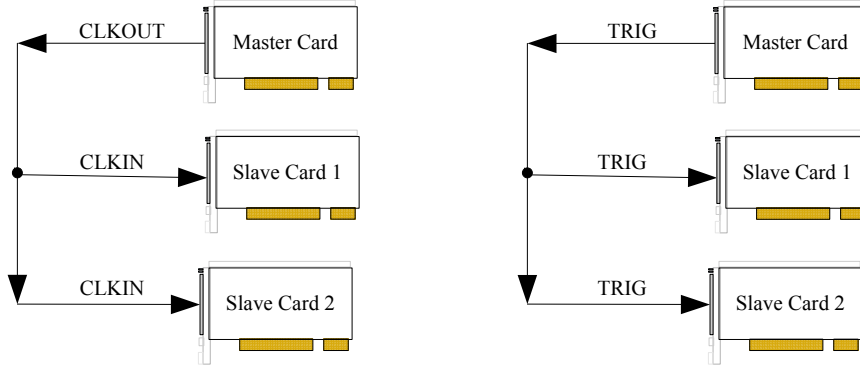 CLKOUT
Master Card
CLKIN
Slave Card 1
CLKIN
Slave Card 2
TRIG
Master Card
TRIG
Slave Card 1
TRIG
Slave Card 2